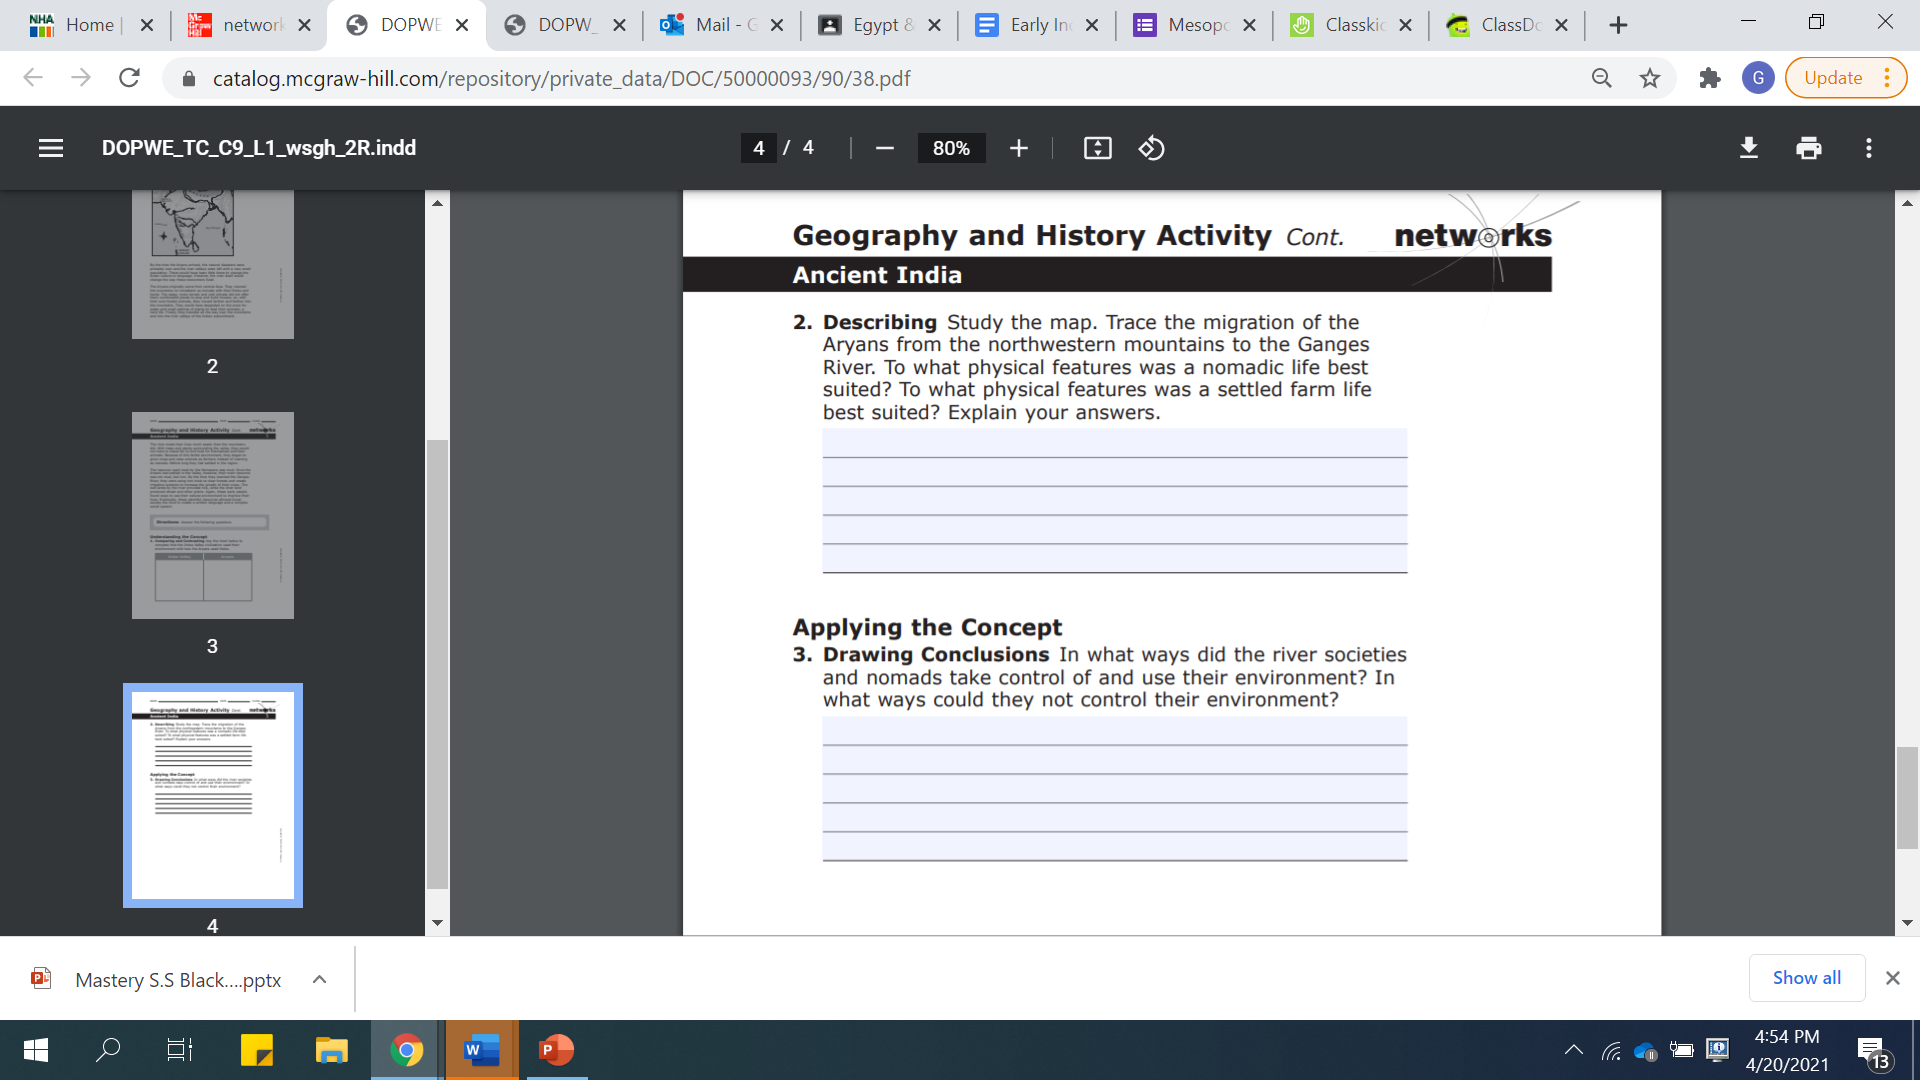 Home |
network
DOPWE
DOPW_
Mail - G
Egypt &
Early Ind
Mesopo
Classkic
ClassDo
catalog.mcgraw-hill.com/repository/private_data/DOC/50000093/90/38.pdf
G
Update
DOPWE_TC_C9_L1_wsgh_2R.indd
4 / 4
80%
2
3
4
Geography and History Activity Cont.
networks
Ancient India
2. Describing Study the map. Trace the migration of the
Aryans from the northwestern mountains to the Ganges
River. To what physical features was a nomadic life best
suited? To what physical features was a settled farm life
best suited? Explain your answers.
Applying the Concept
3. Drawing Conclusions In what ways did the river societies
and nomads take control of and use their environment? In
what ways could they not control their environment?
Mastery S.S Black....pptx
Show all
4:54 PM
4/20/2021
13